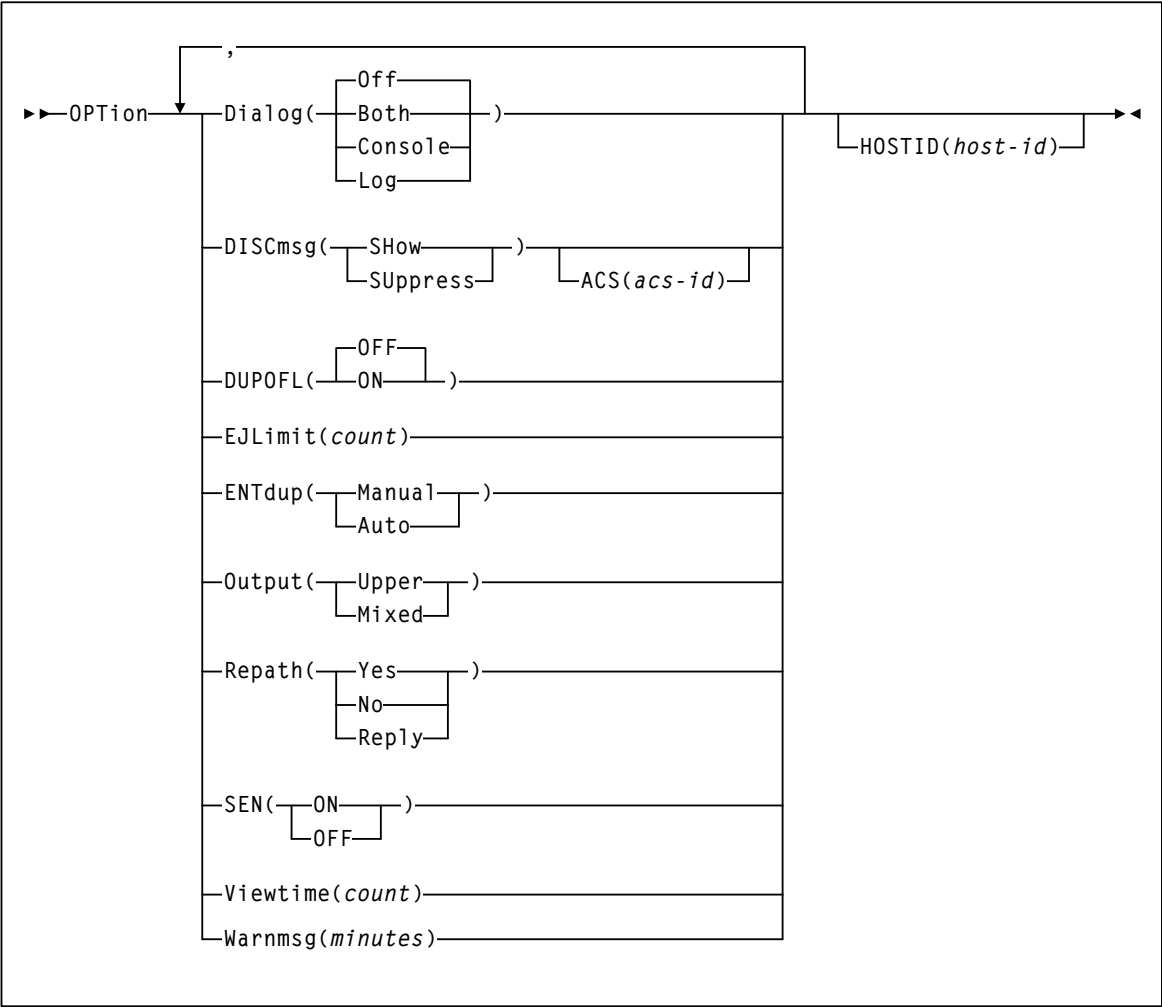 ,
Off
OPTion Dialog( Both ) 
Console HOSTID(host-id)
Log
DISCmsg( SHow )
SUppress ACS(acs-id)
OFF
DUPOFL( ON )
EJLimit(count)
ENTdup( Manual )
Auto
Output( Upper )
Mixed
Repath( Yes )
No
Reply
SEN( ON )
OFF
Viewtime(count)
Warnmsg(minutes)